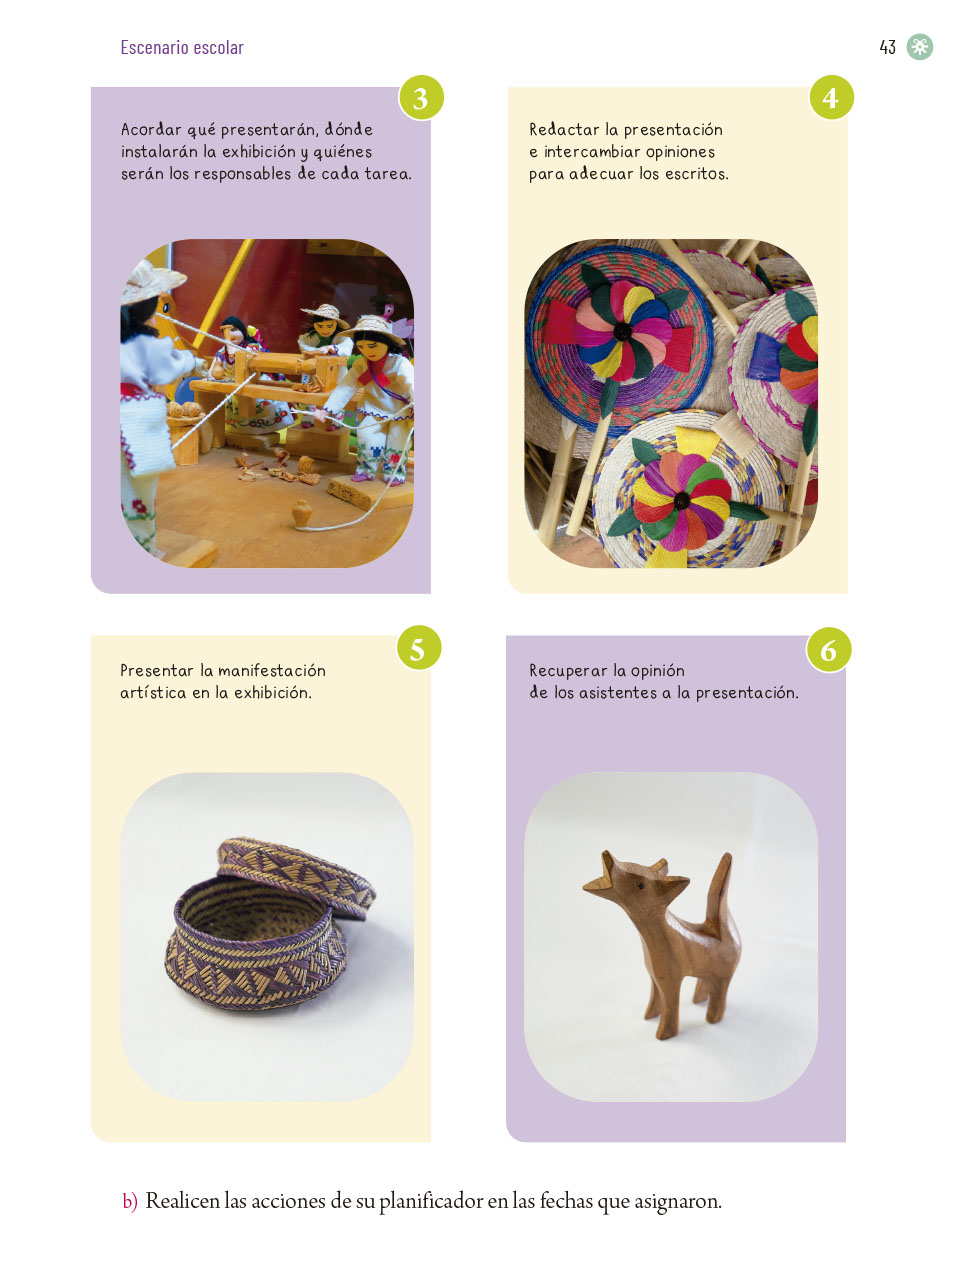 Escenario escolar
43
3
Acordar qué presentarán, dónde
instalarán la exhibición y quiénes
serán los responsables de cada tarea.
4
Redactar la presentación
e intercambiar opiniones
para adecuar los escritos.
5
Presentar la manifestación
artística en la exhibición.
6
Recuperar la opinión
de los asistentes a la presentación.
b) Realicen las acciones de su planificador en las fechas que asignaron.